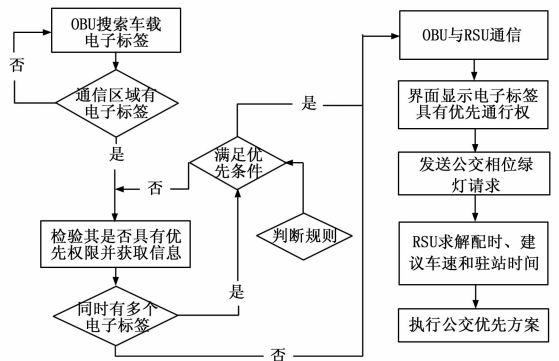 OBU搜索车载
电子标签
否
通信区域有
电子标签
是
检验其是否具有优
先权限并获取信息
同时有多个
电子标签
是
否
满足优
先条件
否
是
判断规则
OBU与RSU通信
界面显示电子标签
具有优先通行权
发送公交相位绿
灯请求
RSU求解配时、建
议车速和驻站时间
执行公交优先方案